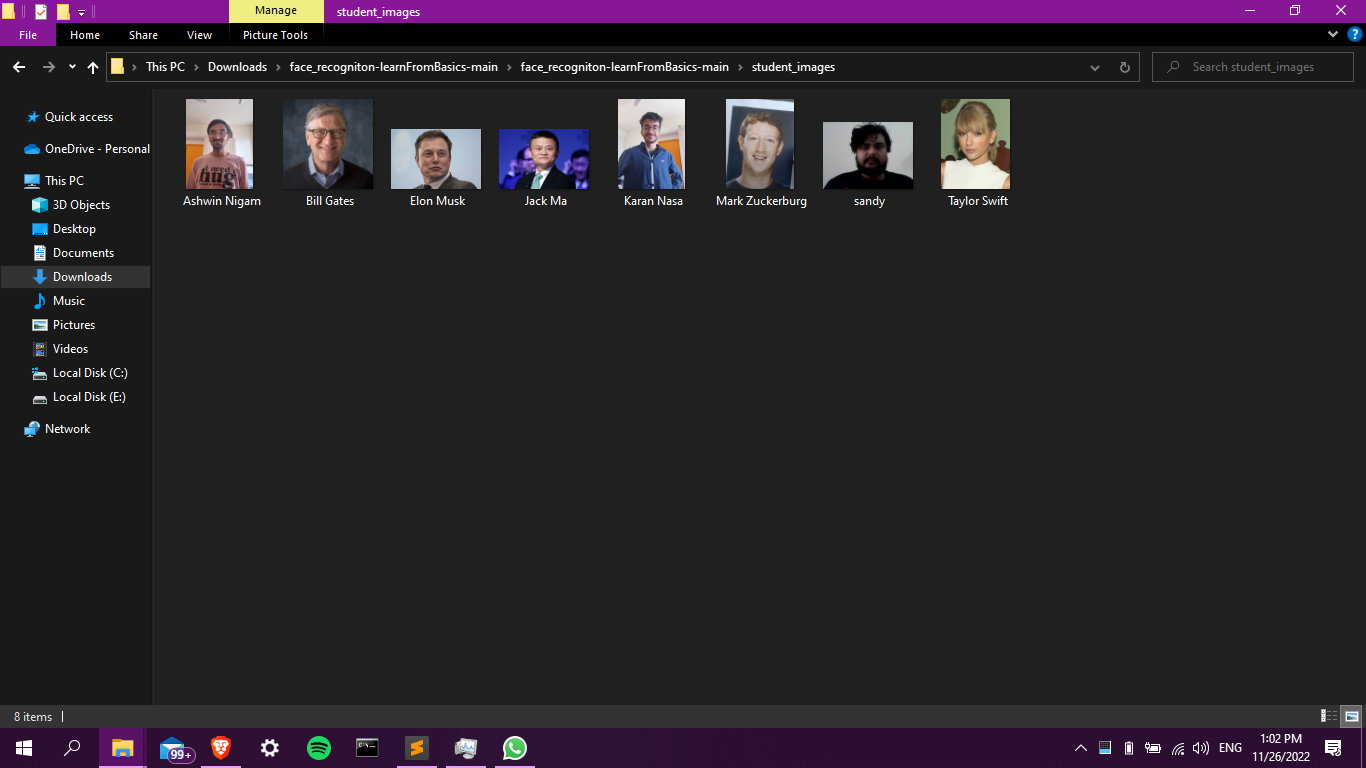 Manage
student_images
File
Home
Share
View
Picture Tools
This PC
Downloads
face_recogniton-learnFromBasics-main
face_recogniton-learnFromBasics-main
student_images
Search student_images
Quick access
OneDrive - Personal
This PC
3D Objects
Desktop
Documents
Downloads
Music
Pictures
Videos
Local Disk (C:)
Local Disk (E:)
Network
i need
hug
Ashwin Nigam
Bill Gates
Elon Musk
Jack Ma
Karan Nasa
Mark Zuckerburg
sandy
Taylor Swift
8 items
99+
ENG
1:02 PM
11/26/2022